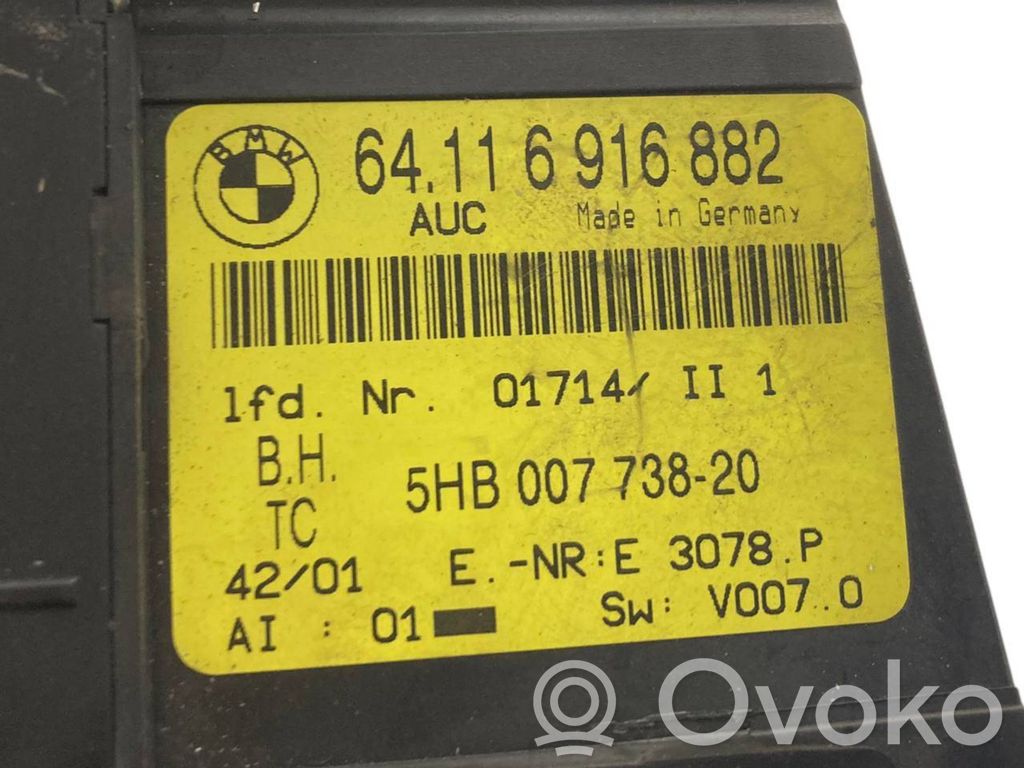 BMW
64.11 6 916 882
AUC Made in Germany
lfd. Nr. 01714/ II 1
B.H. 5HB 007 738-20
TC
42/01 E.-NR:E 3078.P
AI : 01 Sw: V007.0
Ovoko